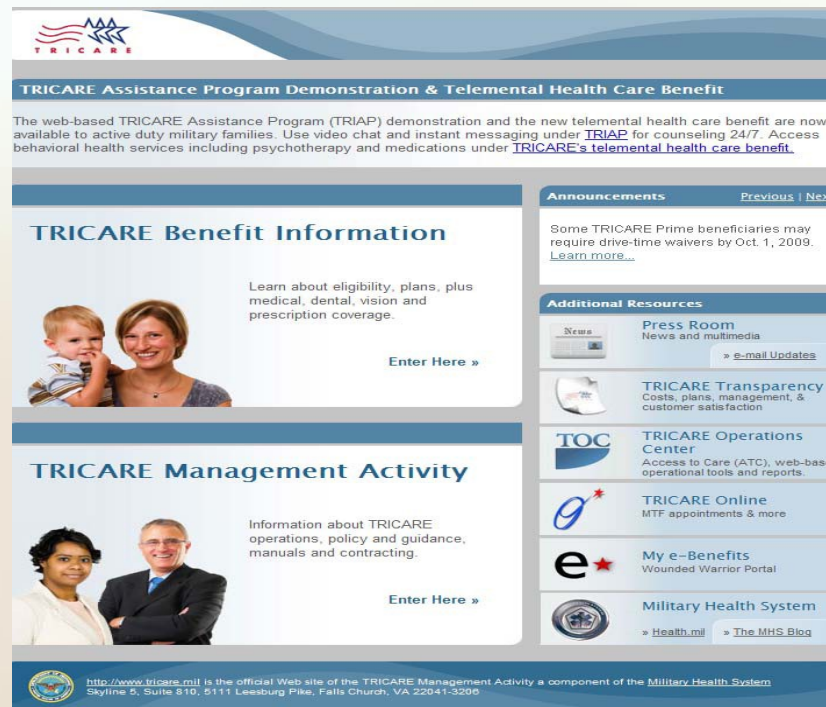 TRICARE
TRICARE Assistance Program Demonstration & Telemental Health Care Benefit
The web-based TRICARE Assistance Program (TRIAP) demonstration and the new telemental health care benefit are now
available to active duty military families. Use video chat and instant messaging under TRIAP for counseling 24/7. Access
behavioral health services including psychotherapy and medications under TRICARE's telemental health care benefit.
TRICARE Benefit Information
Learn about eligibility, plans, plus
medical, dental, vision and
prescription coverage.
Enter Here »
TRICARE Management Activity
Information about TRICARE
operations, policy and guidance,
manuals and contracting.
Enter Here »
Announcements Previous | Nex
Some TRICARE Prime beneficiaries may
require drive-time waivers by Oct. 1, 2009.
Learn more...
Additional Resources
News
Press Room
News and multimedia
» e-mail Updates
TRICARE Transparency
Costs, plans, management, &
customer satisfaction
TOC
TRICARE Operations
Center
Access to Care (ATC), web-bas
operational tools and reports.
TRICARE Online
MTF appointments & more
e
My e-Benefits
Wounded Warrior Portal
Military Health System
» Health.mil » The MHS Blog
http://www.tricare.mil is the official Web site of the TRICARE Management Activity a component of the Military Health System
Skyline 5, Suite 810, 5111 Leesburg Pike, Falls Church, VA 22041-3206